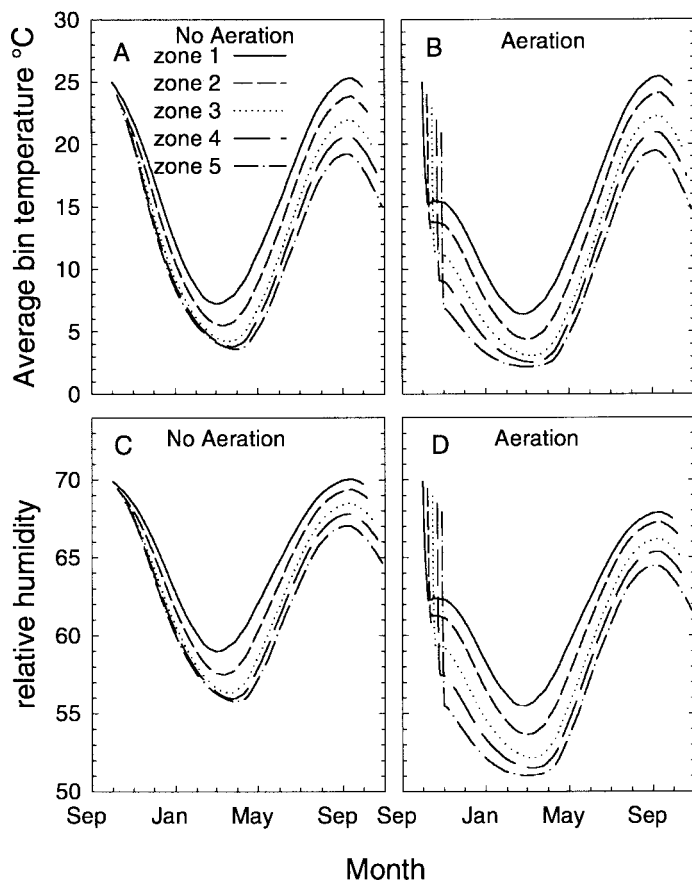 Average bin temperature °C
30
25
20
15
10
5
0
A
No Aeration
zone 1
zone 2
zone 3
zone 4
zone 5
B
Aeration
relative humidity
70
65
60
55
50
C
No Aeration
D
Aeration
Sep Jan May Sep Sep Jan May Sep
Month